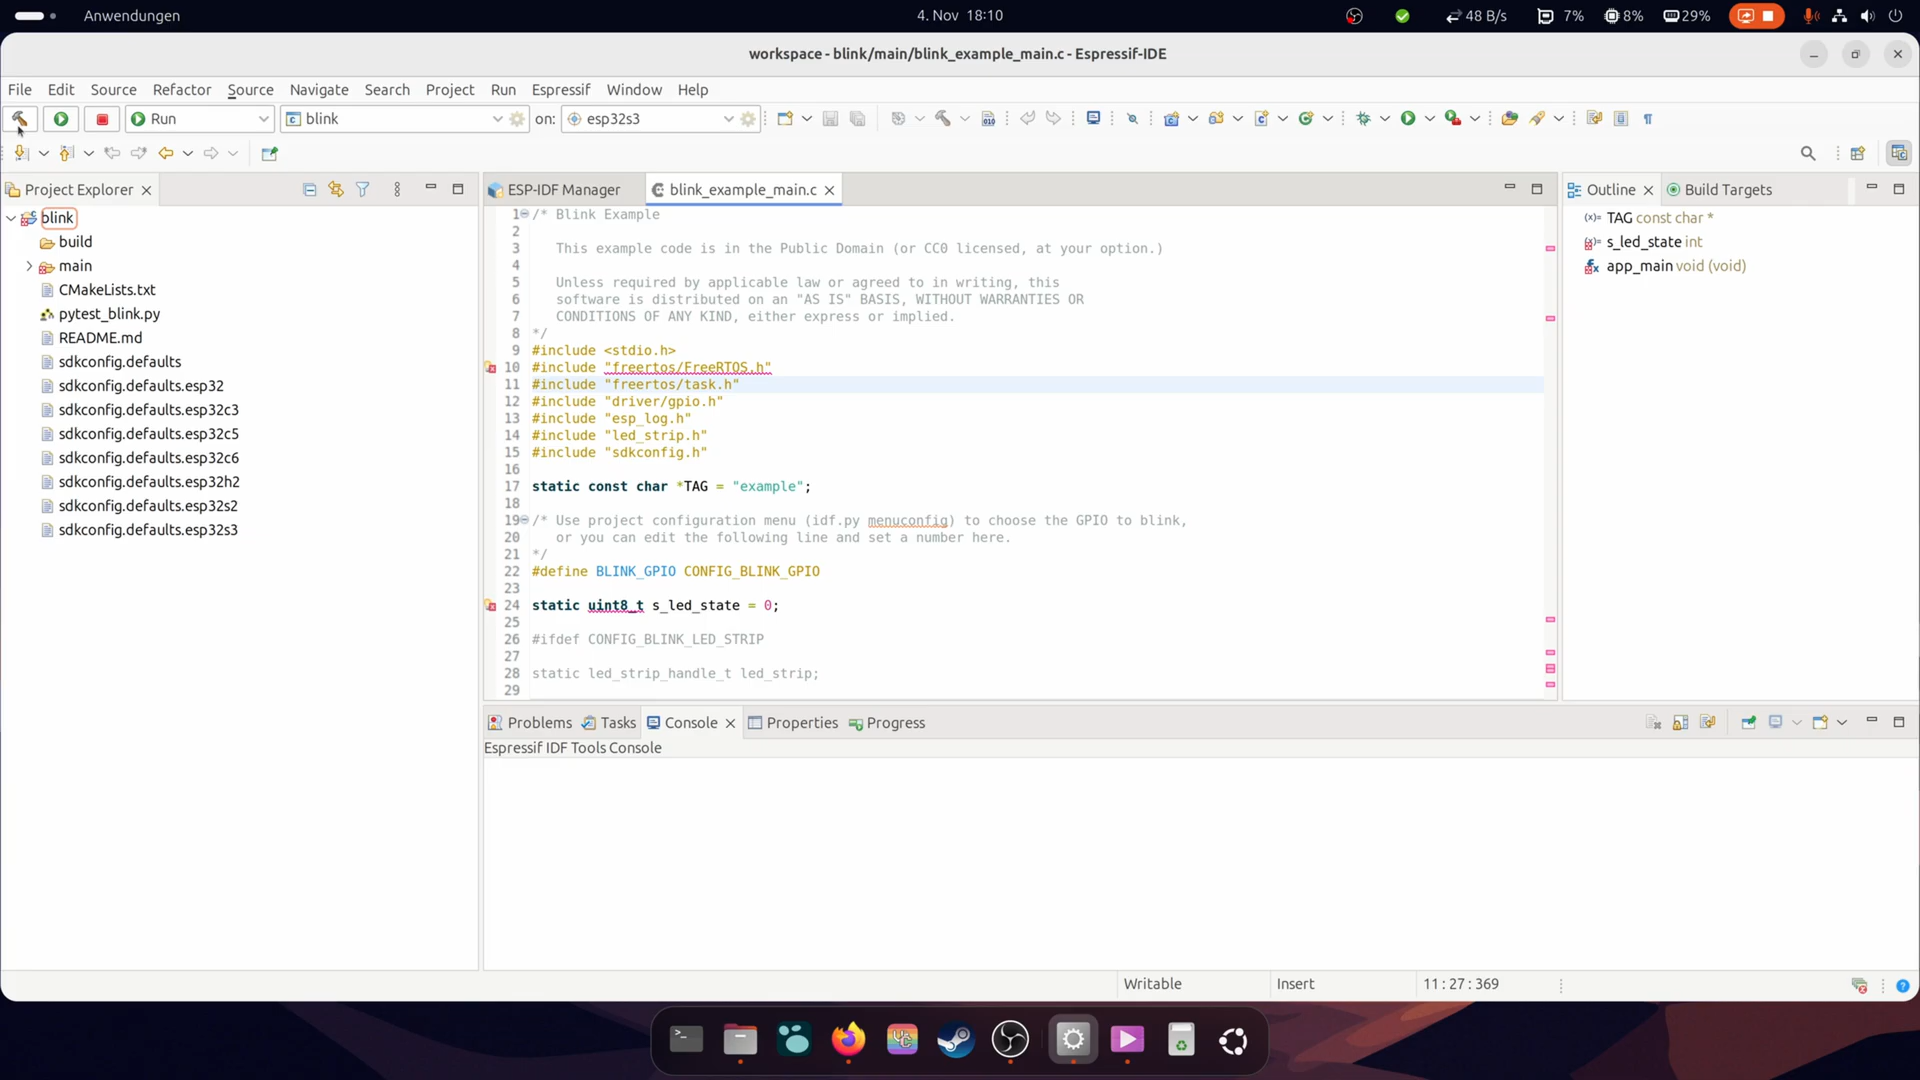 Anwendungen
4. Nov 18:10
48 B/s
7%
8%
29%
workspace - blink/main/blink_example_main.c - Espressif-IDE
File Edit Source Refactor Source Navigate Search Project Run Espressif Window Help
Run
blink
on:
esp32s3
Project Explorer
blink
build
main
CMakeLists.txt
pytest_blink.py
README.md
sdkconfig.defaults
sdkconfig.defaults.esp32
sdkconfig.defaults.esp32c3
sdkconfig.defaults.esp32c5
sdkconfig.defaults.esp32c6
sdkconfig.defaults.esp32h2
sdkconfig.defaults.esp32s2
sdkconfig.defaults.esp32s3
ESP-IDF Manager
blink_example_main.c
1 /* Blink Example
2
3 This example code is in the Public Domain (or CC0 licensed, at your option.)
4
5 Unless required by applicable law or agreed to in writing, this
6 software is distributed on an "AS IS" BASIS, WITHOUT WARRANTIES OR
7 CONDITIONS OF ANY KIND, either express or implied.
8 */
9 #include <stdio.h>
10 #include "freertos/FreeRTOS.h"
11 #include "freertos/task.h"
12 #include "driver/gpio.h"
13 #include "esp_log.h"
14 #include "led_strip.h"
15 #include "sdkconfig.h"
16
17 static const char *TAG = "example";
18
19 /* Use project configuration menu (idf.py menuconfig) to choose the GPIO to blink,
20 or you can edit the following line and set a number here.
21 */
22 #define BLINK_GPIO CONFIG_BLINK_GPIO
23
24 static uint8_t s_led_state = 0;
25
26 #ifdef CONFIG_BLINK_LED_STRIP
27
28 static led_strip_handle_t led_strip;
29
Outline
Build Targets
TAG const char *
s_led_state int
app_main void (void)
Problems
Tasks
Console
Properties
Progress
Espressif IDF Tools Console
Writable
Insert
11 : 27 : 369